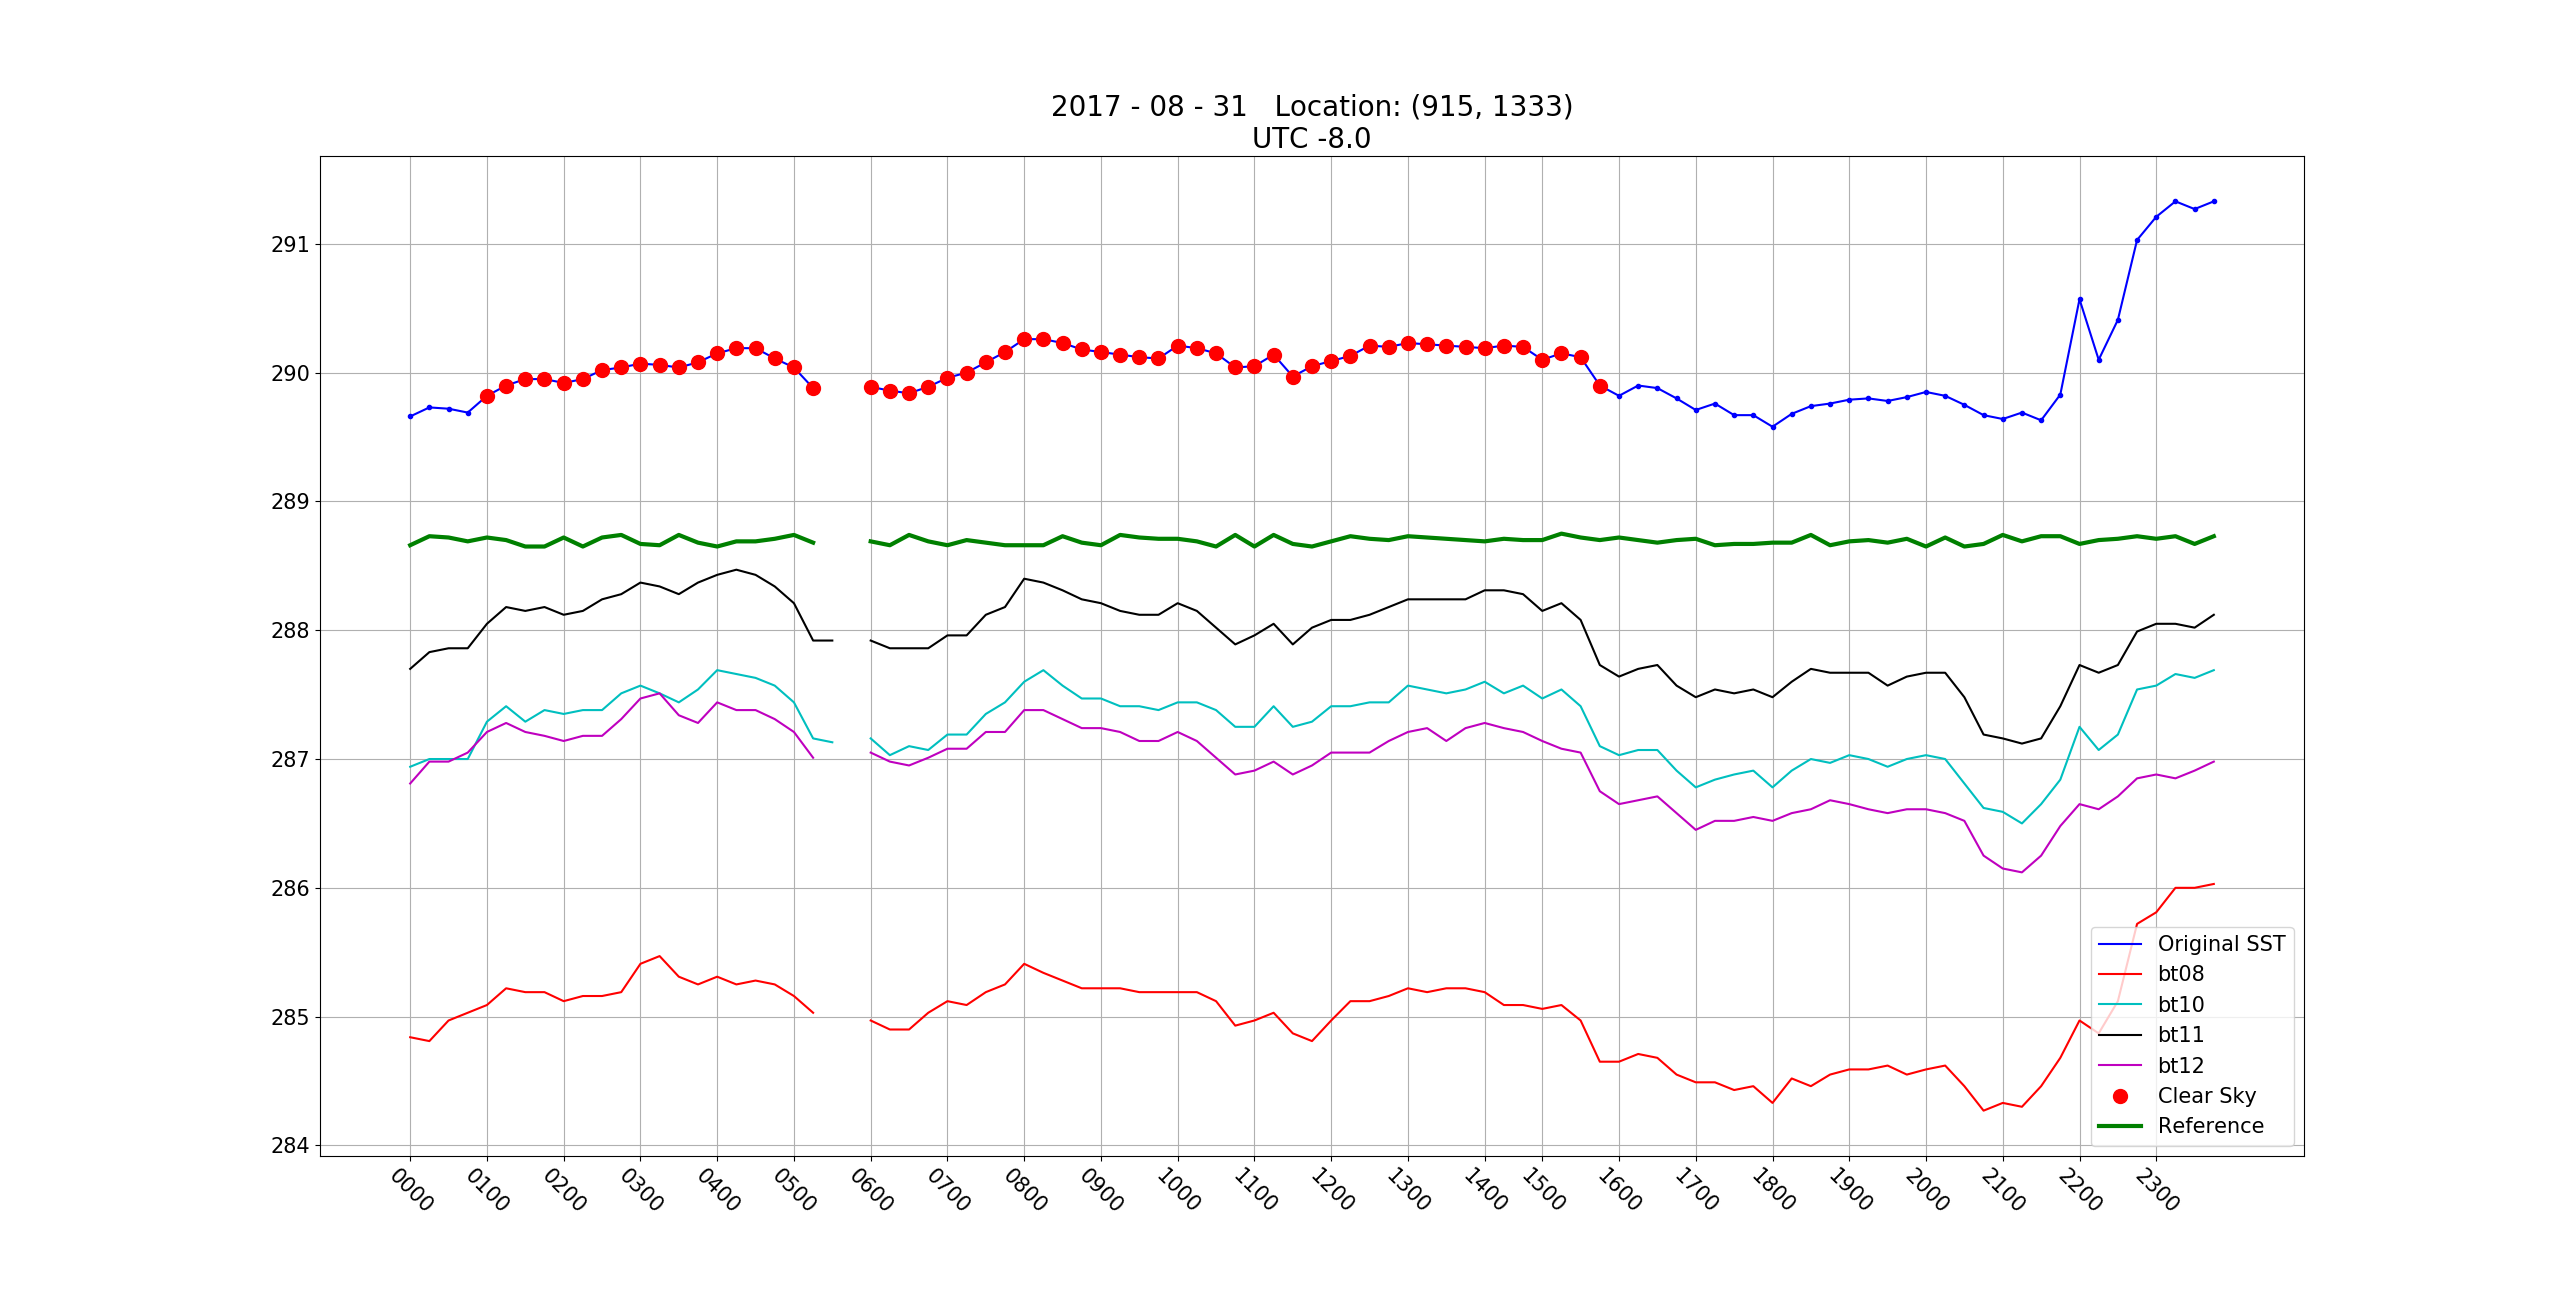 2017 - 08 - 31   Location: (915, 1333)
UTC -8.0
291
290
289
288
287
286
285
284
Original SST
bt08
bt10
bt11
bt12
Clear Sky
Reference
0000 0100 0200 0300 0400 0500 0600 0700 0800 0900 1000 1100 1200 1300 1400 1500 1600 1700 1800 1900 2000 2100 2200 2300